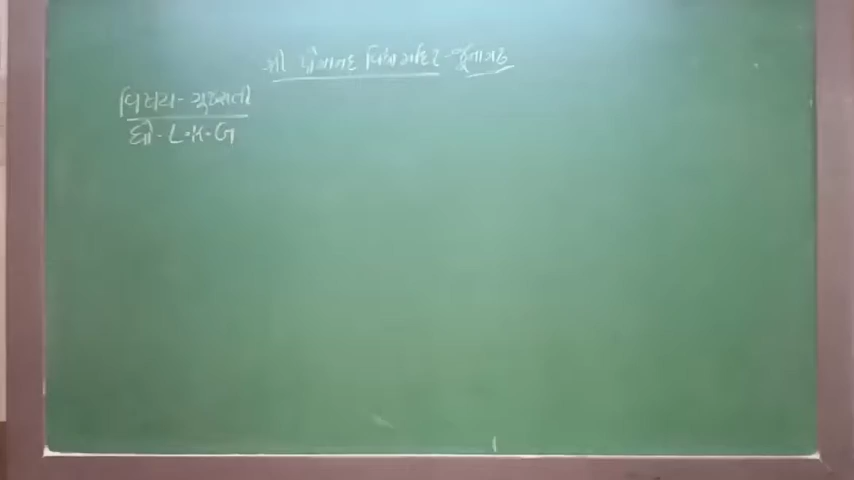 શ્રી પ્રેમાનંદ વિદ્યામંદિર - જૂનાગઢ
વિષય - ગુજરાતી
ધો - L.K.G